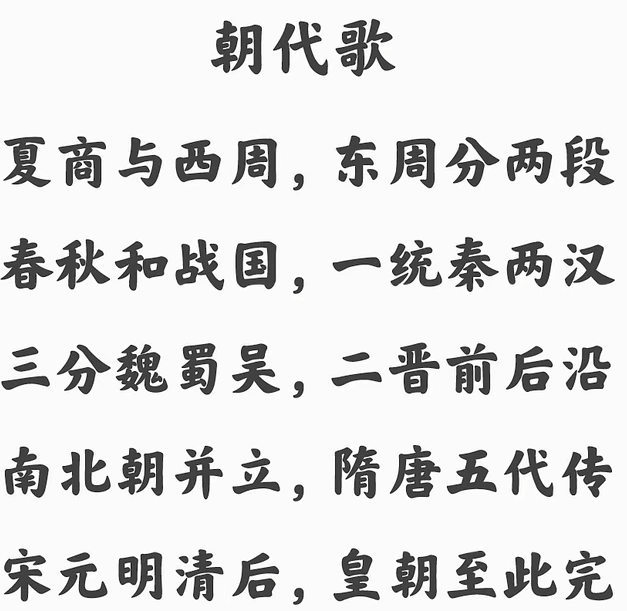 朝代歌
夏商与西周，东周分两段
春秋和战国，一统秦两汉
三分魏蜀吴，二晋前后沿
南北朝并立，隋唐五代传
宋元明清后，皇朝至此完